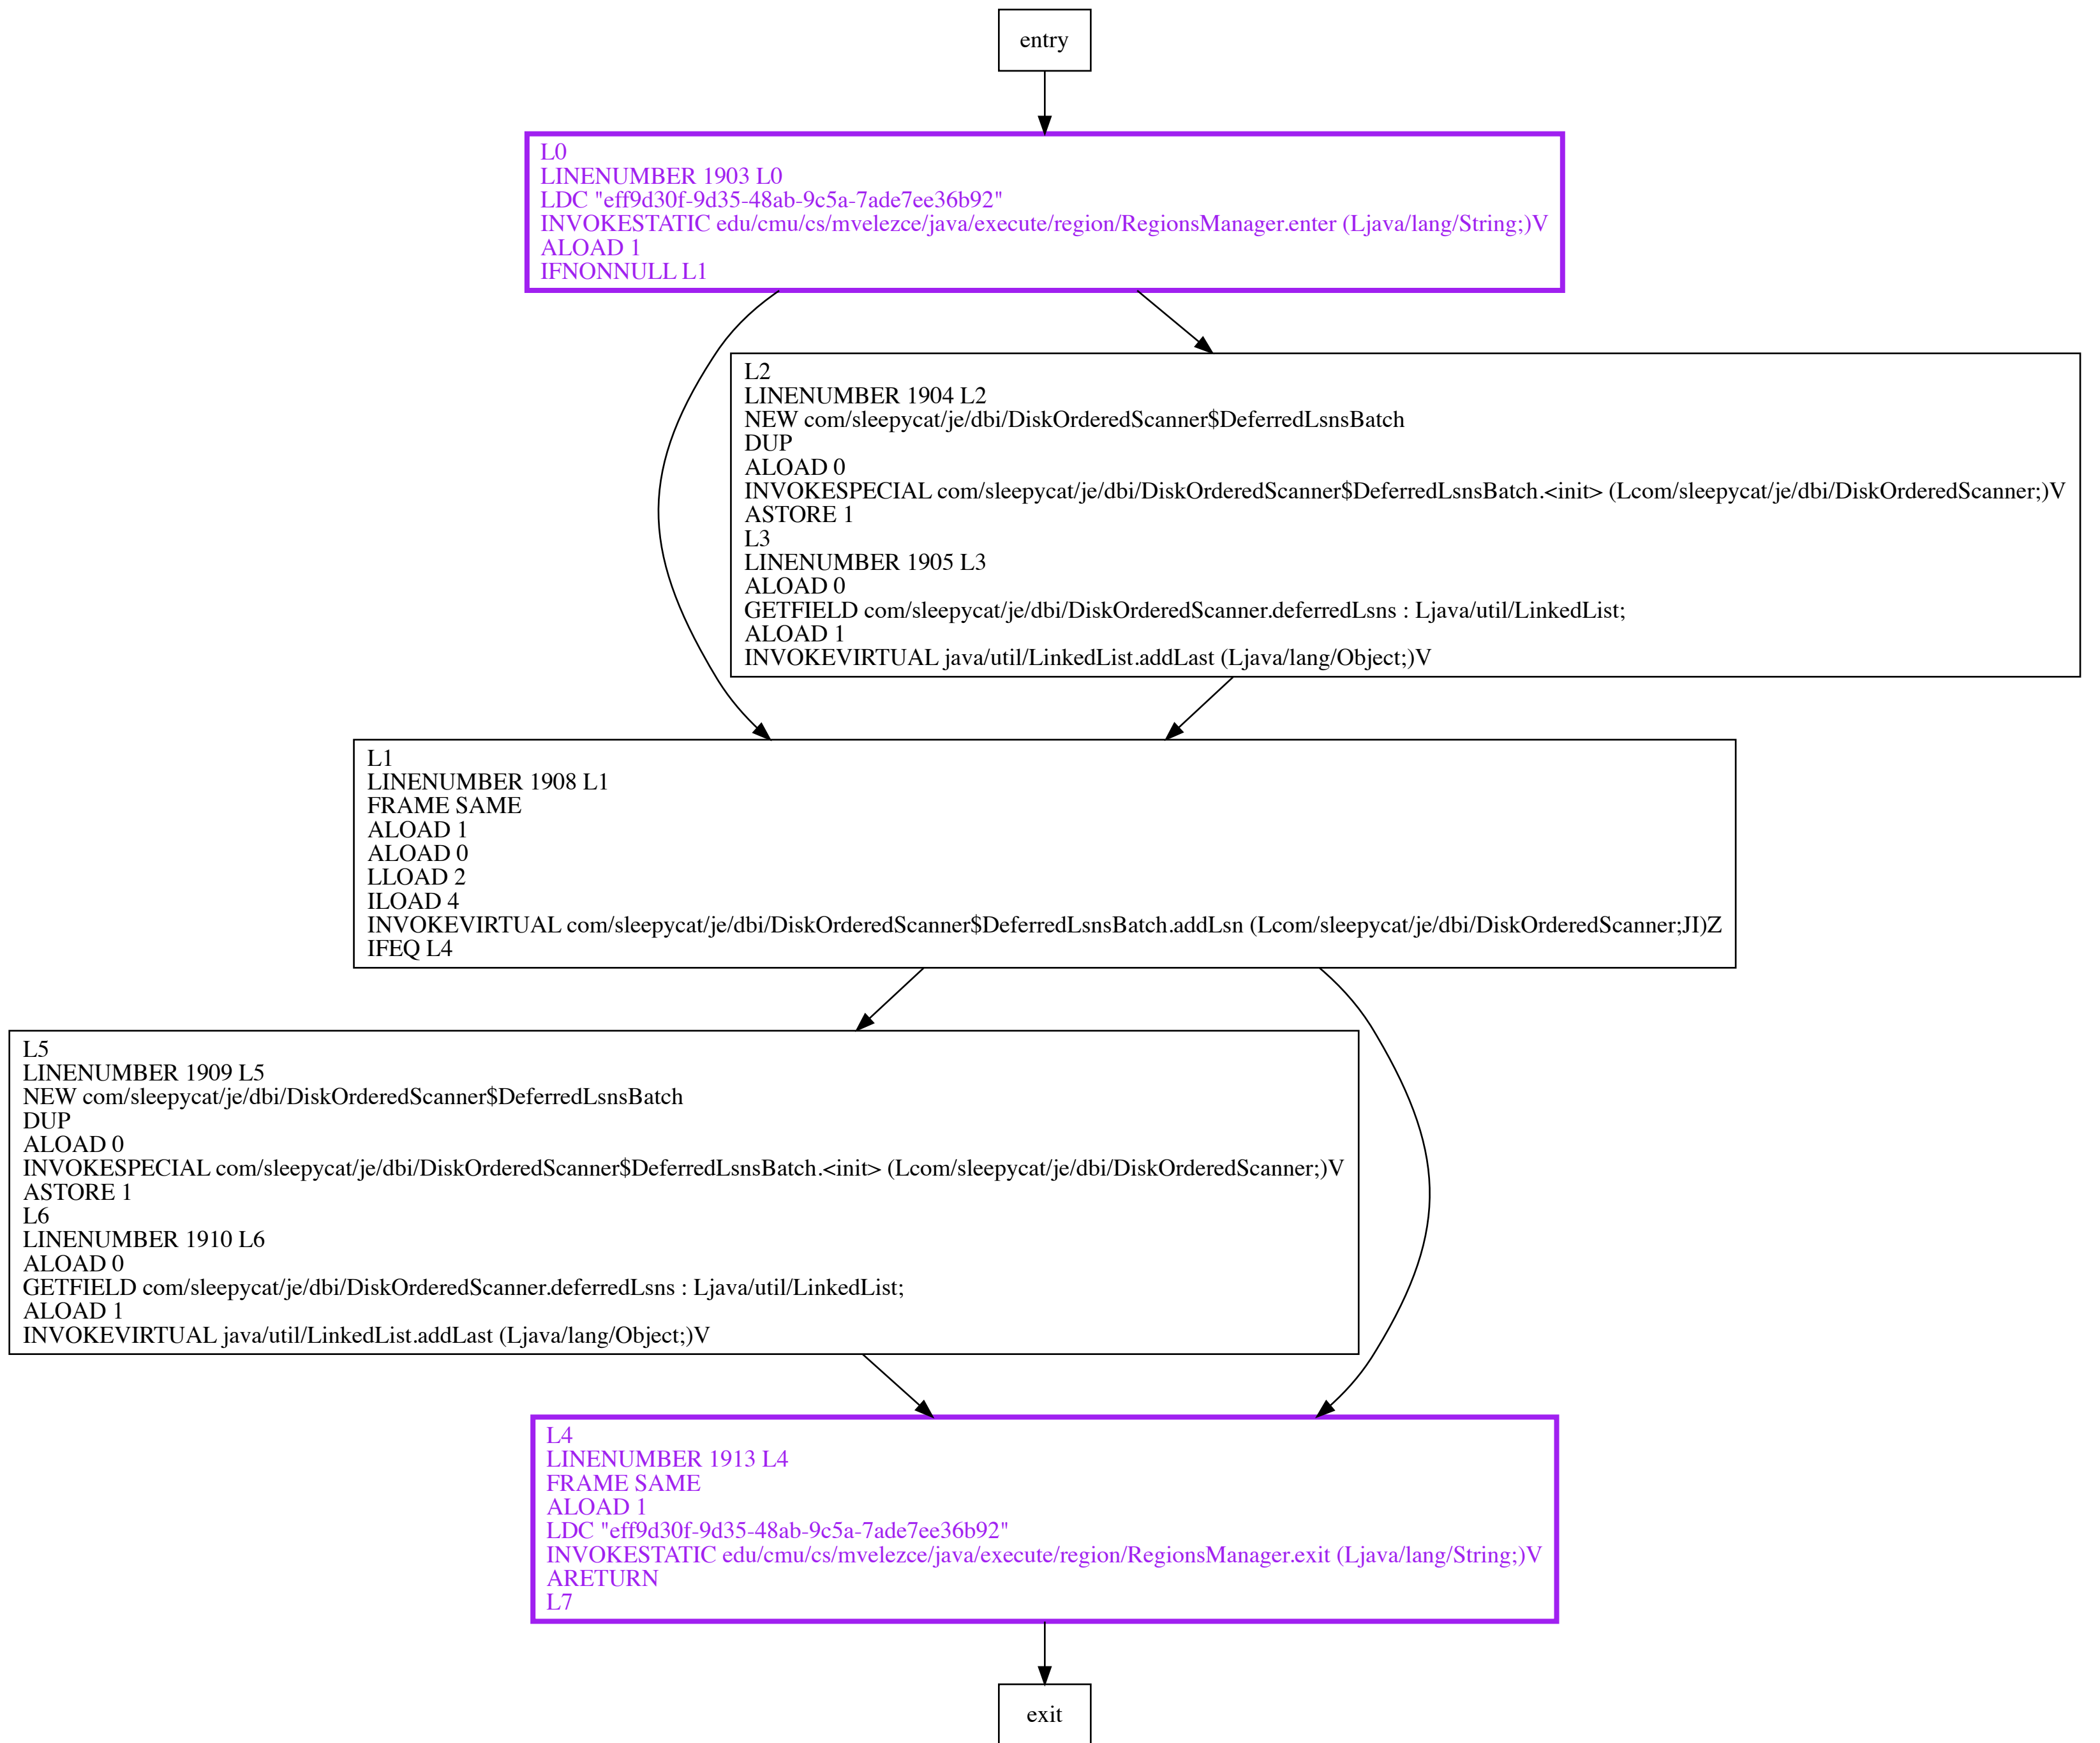 entry
L0
LINENUMBER 1903 L0
LDC "eff9d30f-9d35-48ab-9c5a-7ade7ee36b92"
INVOKESTATIC edu/cmu/cs/mvelezce/java/execute/region/RegionsManager.enter (Ljava/lang/String;)V
ALOAD 1
IFNONNULL L1
L2
LINENUMBER 1904 L2
NEW com/sleepycat/je/dbi/DiskOrderedScanner$DeferredLsnsBatch
DUP
ALOAD 0
INVOKESPECIAL com/sleepycat/je/dbi/DiskOrderedScanner$DeferredLsnsBatch.<init> (Lcom/sleepycat/je/dbi/DiskOrderedScanner;)V
ASTORE 1
L3
LINENUMBER 1905 L3
ALOAD 0
GETFIELD com/sleepycat/je/dbi/DiskOrderedScanner.deferredLsns : Ljava/util/LinkedList;
ALOAD 1
INVOKEVIRTUAL java/util/LinkedList.addLast (Ljava/lang/Object;)V
L1
LINENUMBER 1908 L1
FRAME SAME
ALOAD 1
ALOAD 0
LLOAD 2
ILOAD 4
INVOKEVIRTUAL com/sleepycat/je/dbi/DiskOrderedScanner$DeferredLsnsBatch.addLsn (Lcom/sleepycat/je/dbi/DiskOrderedScanner;JI)Z
IFEQ L4
L5
LINENUMBER 1909 L5
NEW com/sleepycat/je/dbi/DiskOrderedScanner$DeferredLsnsBatch
DUP
ALOAD 0
INVOKESPECIAL com/sleepycat/je/dbi/DiskOrderedScanner$DeferredLsnsBatch.<init> (Lcom/sleepycat/je/dbi/DiskOrderedScanner;)V
ASTORE 1
L6
LINENUMBER 1910 L6
ALOAD 0
GETFIELD com/sleepycat/je/dbi/DiskOrderedScanner.deferredLsns : Ljava/util/LinkedList;
ALOAD 1
INVOKEVIRTUAL java/util/LinkedList.addLast (Ljava/lang/Object;)V
L4
LINENUMBER 1913 L4
FRAME SAME
ALOAD 1
LDC "eff9d30f-9d35-48ab-9c5a-7ade7ee36b92"
INVOKESTATIC edu/cmu/cs/mvelezce/java/execute/region/RegionsManager.exit (Ljava/lang/String;)V
ARETURN
L7
exit